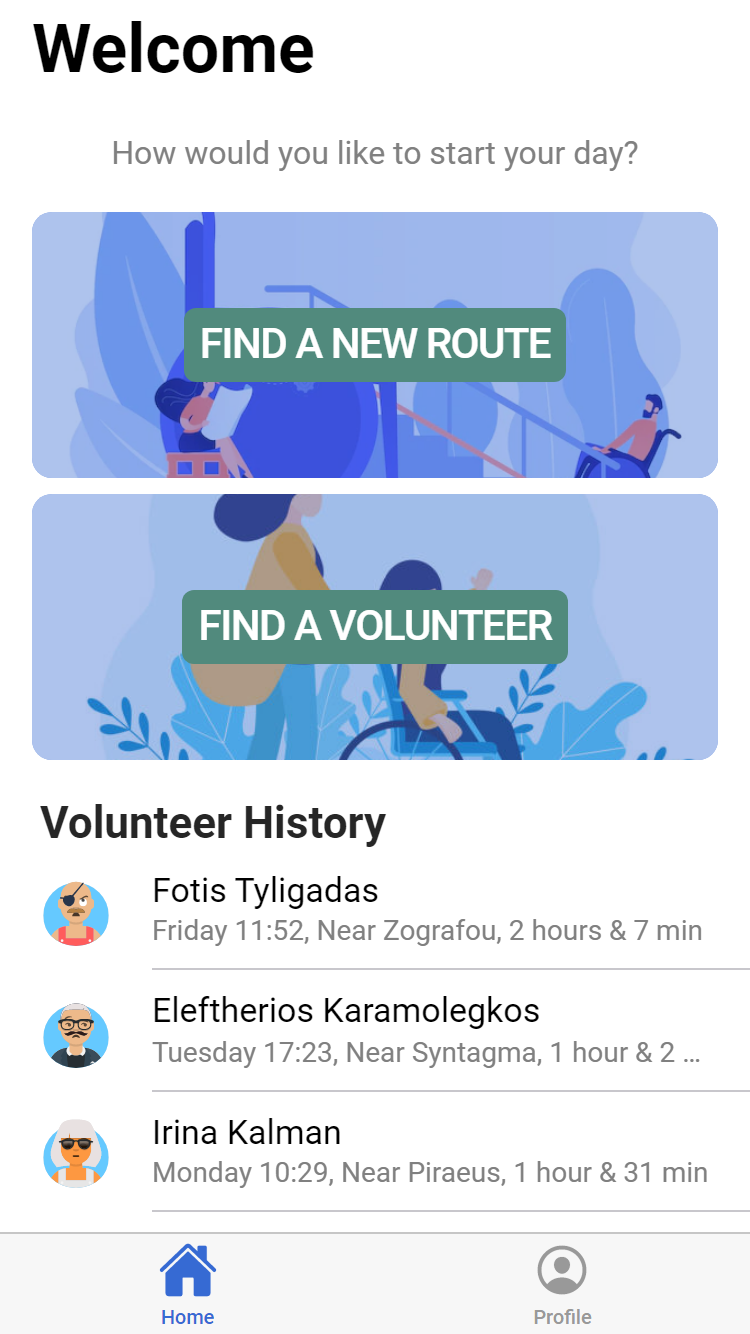 Welcome
How would you like to start your day?
FIND A NEW ROUTE
FIND A VOLUNTEER
Volunteer History
Fotis Tyligadas
Friday 11:52, Near Zografou, 2 hours & 7 min
Eleftherios Karamolegkos
Tuesday 17:23, Near Syntagma, 1 hour & 2 ...
Irina Kalman
Monday 10:29, Near Piraeus, 1 hour & 31 min
Home
Profile